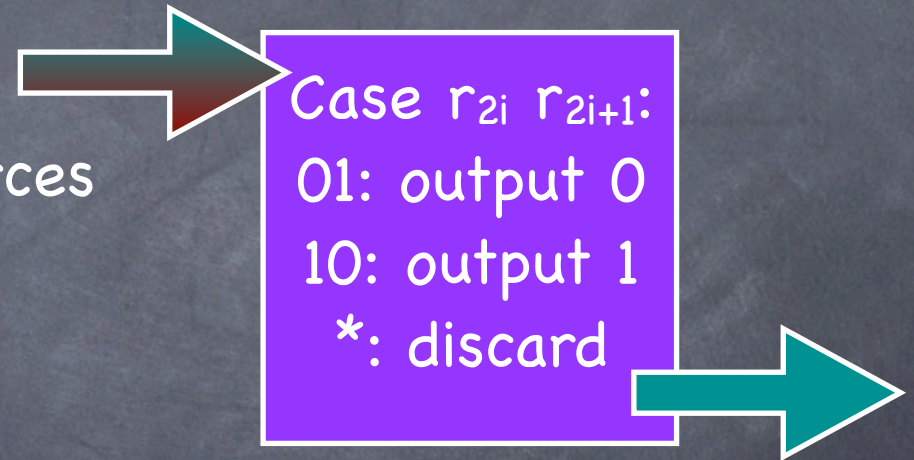 Case r₂ᵢ r₂ᵢ₊₁:
rces
01: output 0
10: output 1
*: discard